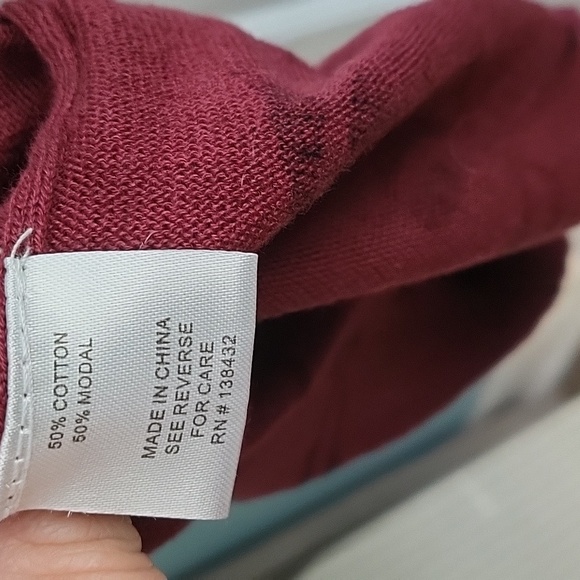 50% COTTON
50% MODAL
MADE IN CHINA
SEE REVERSE
FOR CARE
RN # 138432